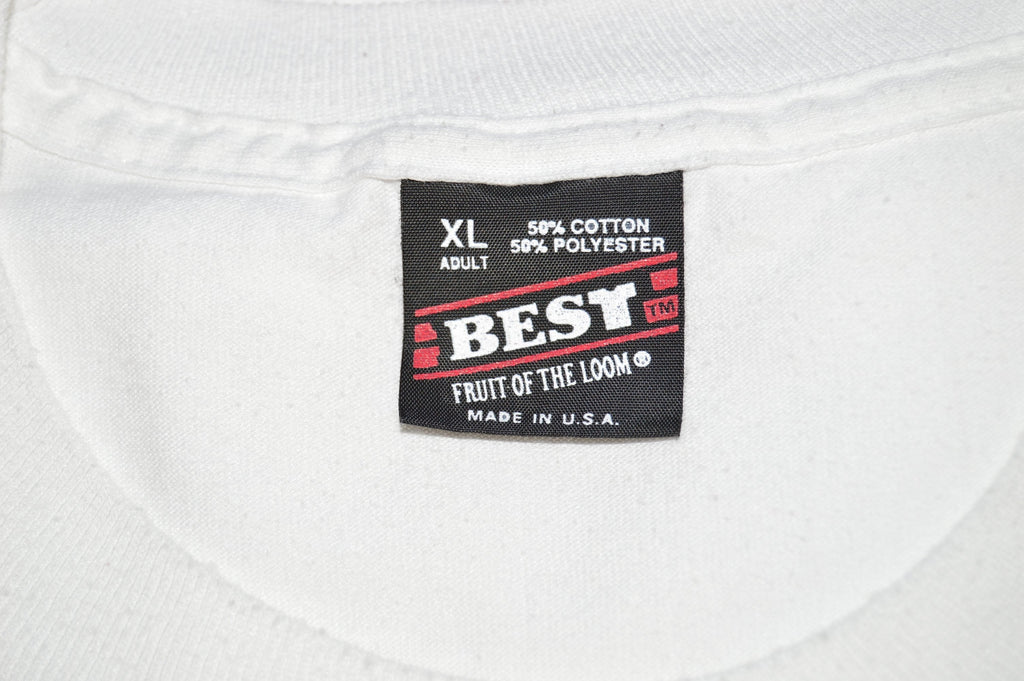 XL
ADULT
50% COTTON
50% POLYESTER
BEST TM
FRUIT OF THE LOOM®
MADE IN U.S.A.